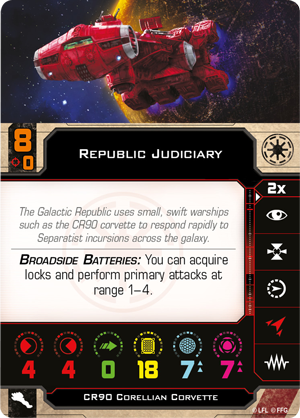 8
0
REPUBLIC JUDICIARY
2x
The Galactic Republic uses small, swift warships
such as the CR90 corvette to respond rapidly to
Separatist incursions across the galaxy.
BROADSIDE BATTERIES: You can acquire
locks and perform primary attacks at
range 1–4.
4 4 0 18 7 7
CR90 CORELLIAN CORVETTE
©LFL ©FFG